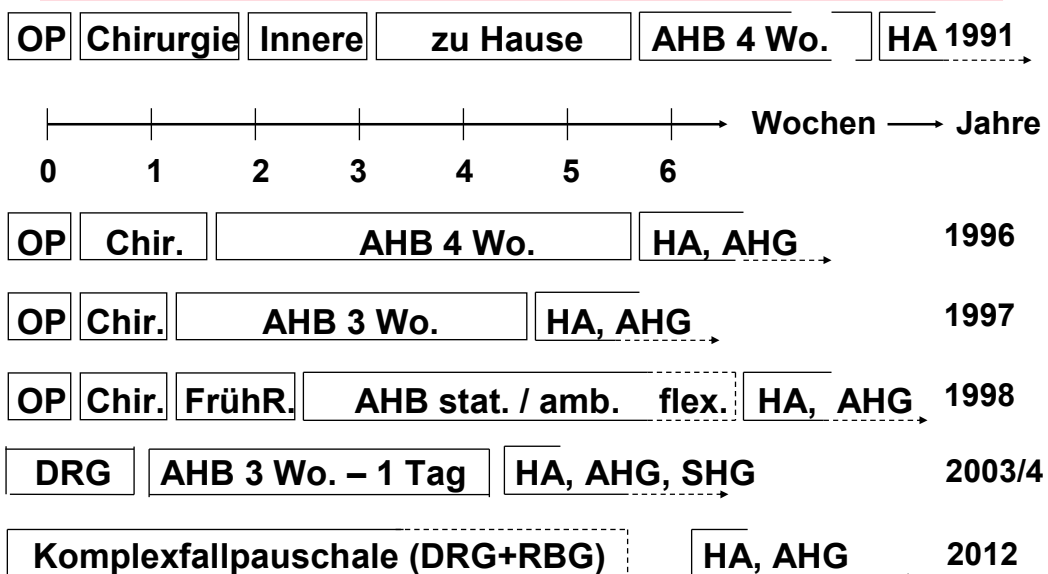 OP Chirurgie Innere zu Hause AHB 4 Wo. HA 1991
Wochen Jahre
0 1 2 3 4 5 6
OP Chir. AHB 4 Wo. HA, AHG 1996
OP Chir. AHB 3 Wo. HA, AHG 1997
OP Chir. FrühR. AHB stat. / amb. flex. HA, AHG 1998
DRG AHB 3 Wo. – 1 Tag HA, AHG, SHG 2003/4
Komplexfallpauschale (DRG+RBG) HA, AHG 2012